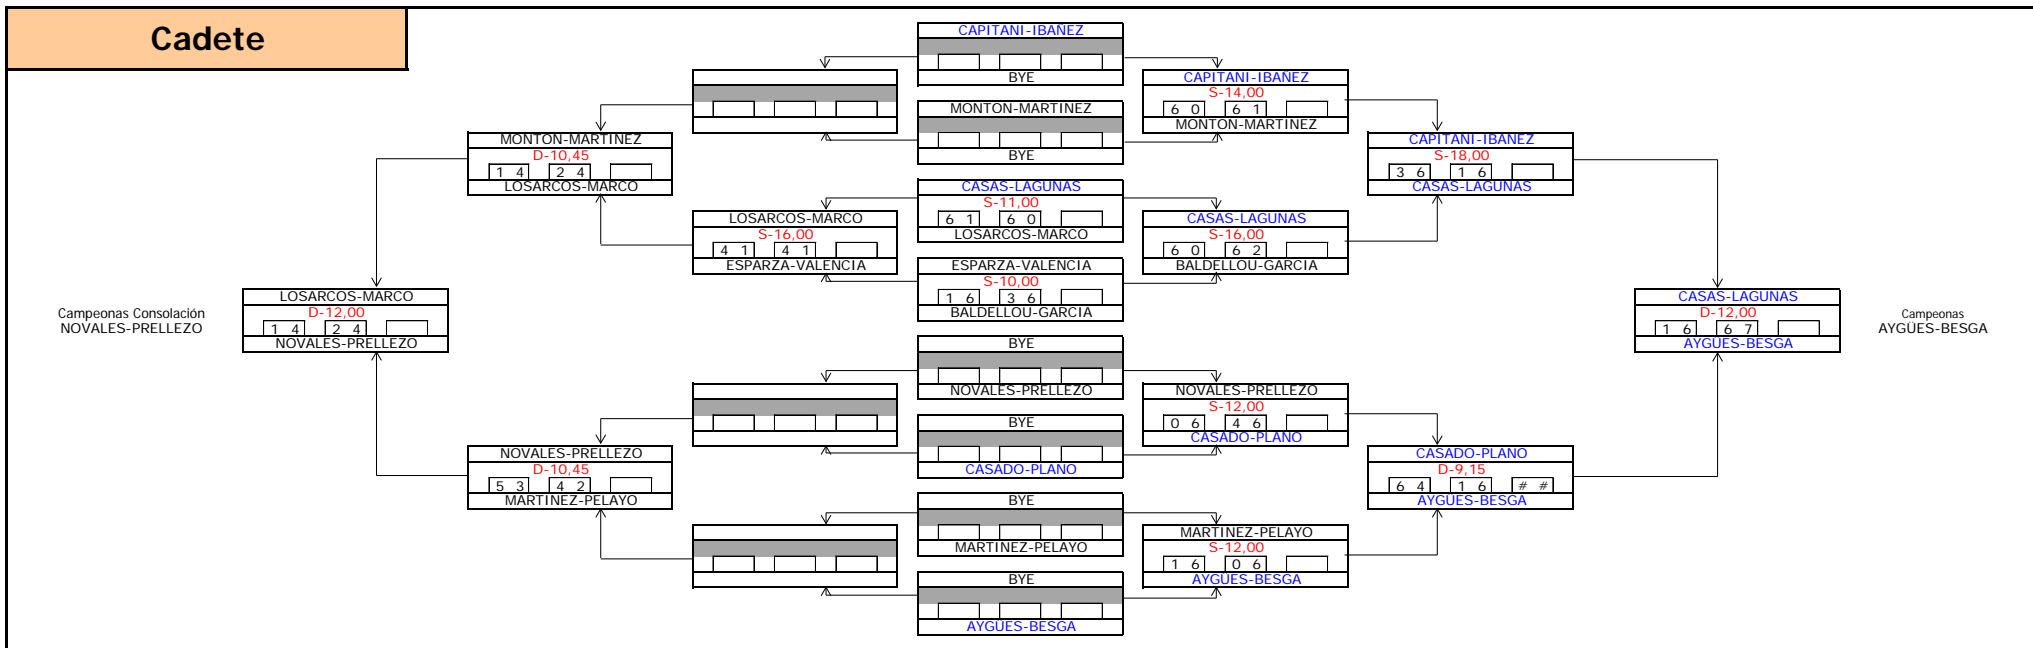 Cadete
Campeonas Consolación
NOVALES-PRELLEZO
LOSARCOS-MARCO
D-12,00
1 4 2 4
NOVALES-PRELLEZO
MONTON-MARTINEZ
D-10,45
1 4 2 4
LOSARCOS-MARCO
NOVALES-PRELLEZO
D-10,45
5 3 4 2
MARTINEZ-PELAYO
LOSARCOS-MARCO
S-16,00
4 1 4 1
ESPARZA-VALENCIA
CAPITANI-IBAÑEZ
BYE
MONTON-MARTINEZ
BYE
CASAS-LAGUNAS
S-11,00
6 1 6 0
LOSARCOS-MARCO
ESPARZA-VALENCIA
S-10,00
1 6 3 6
BALDELLOU-GARCIA
BYE
NOVALES-PRELLEZO
BYE
CASADO-PLANO
BYE
MARTINEZ-PELAYO
BYE
AYGÜES-BESGA
CAPITANI-IBAÑEZ
S-14,00
6 0 6 1
MONTON-MARTINEZ
CASAS-LAGUNAS
S-16,00
6 0 6 2
BALDELLOU-GARCIA
NOVALES-PRELLEZO
S-12,00
0 6 4 6
CASADO-PLANO
MARTINEZ-PELAYO
S-12,00
1 6 0 6
AYGÜES-BESGA
CAPITANI-IBAÑEZ
S-18,00
3 6 1 6
CASAS-LAGUNAS
CASADO-PLANO
D-9,15
6 4 1 6 # #
AYGÜES-BESGA
CASAS-LAGUNAS
D-12,00
1 6 6 7
AYGÜES-BESGA
Campeonas
AYGÜES-BESGA